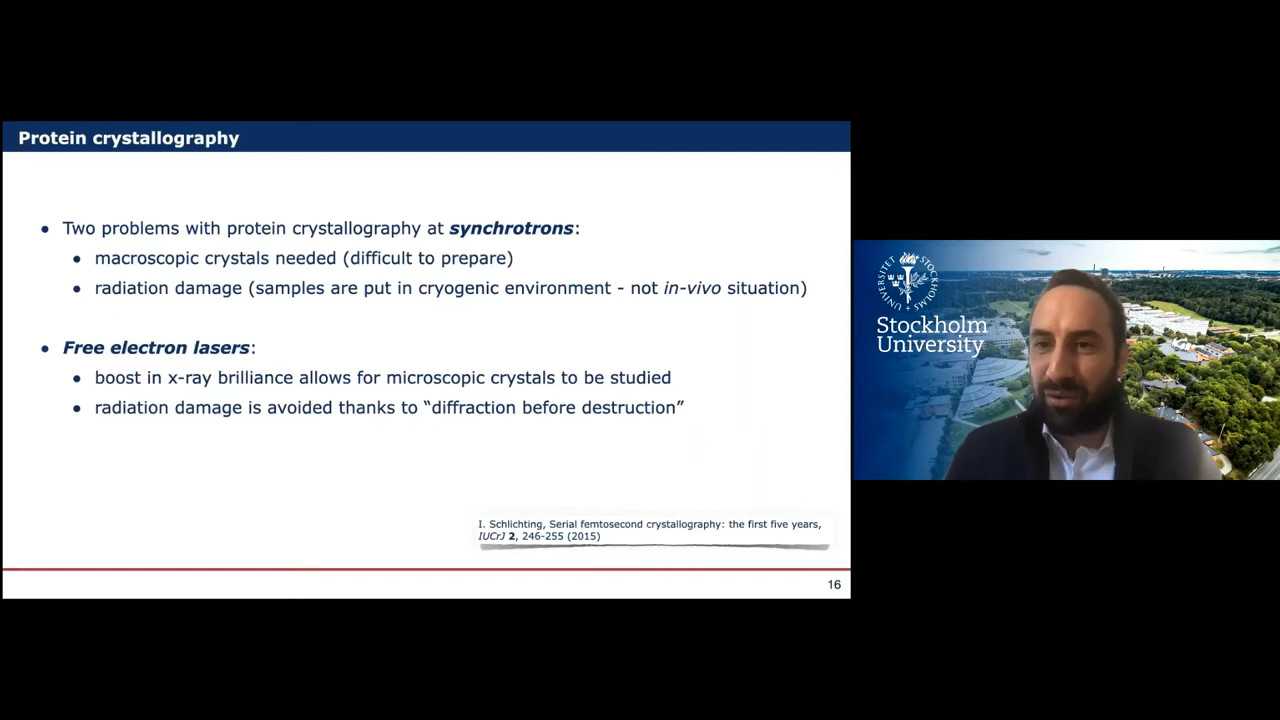 Protein crystallography
• Two problems with protein crystallography at synchrotrons:
• macroscopic crystals needed (difficult to prepare)
• radiation damage (samples are put in cryogenic environment - not in-vivo situation)
• Free electron lasers:
• boost in x-ray brilliance allows for microscopic crystals to be studied
• radiation damage is avoided thanks to “diffraction before destruction”
I. Schlichting, Serial femtosecond crystallography: the first five years,
IUCrJ 2, 246-255 (2015)
16
STOCKHOLMS UNIVERSITET
Stockholm
University